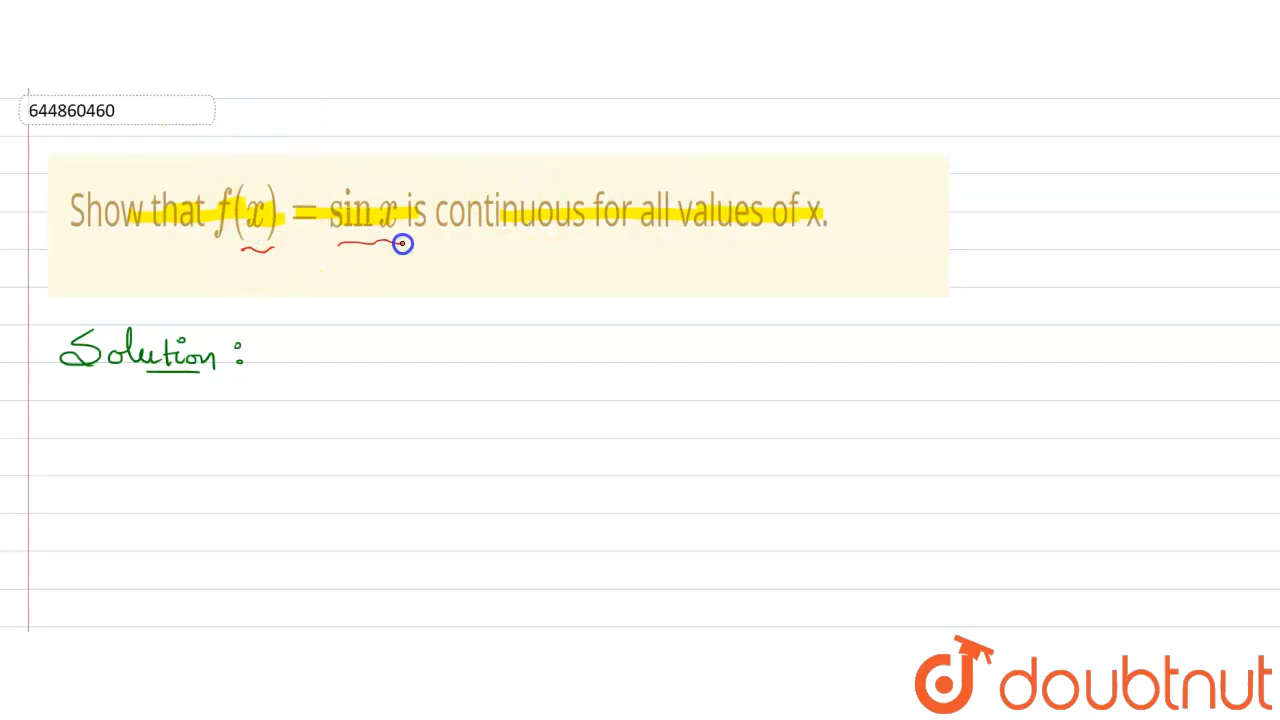 644860460
Show that f(x) = sin x is continuous for all values of x.
Solution :
doubtnut